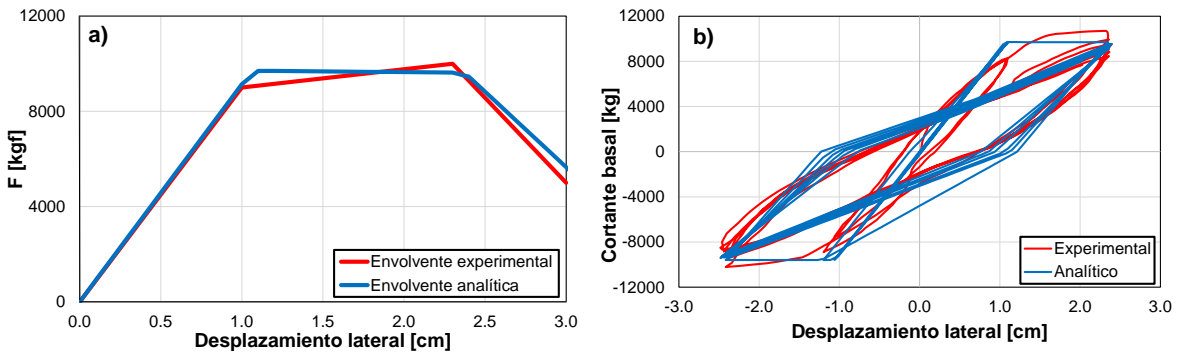 a)
12000
8000
4000
0
F [kgf]
0.0 0.5 1.0 1.5 2.0 2.5 3.0
Desplazamiento lateral [cm]
Envolvente experimental
Envolvente analítica
b)
12000
8000
4000
0
-4000
-8000
-12000
Cortante basal [kg]
-3.0 -2.0 -1.0 0.0 1.0 2.0 3.0
Desplazamiento lateral [cm]
Experimental
Analítico